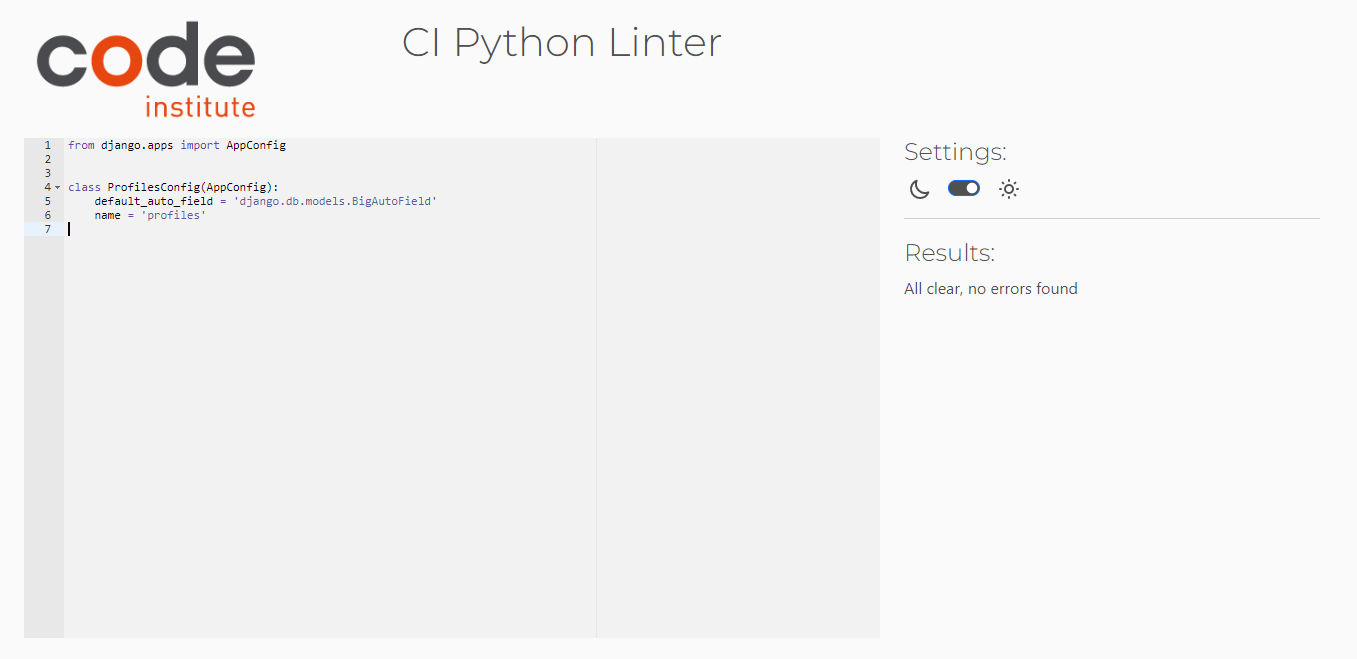 code
institute
CI Python Linter
1 from django.apps import AppConfig
2
3
4 class ProfilesConfig(AppConfig):
5     default_auto_field = 'django.db.models.BigAutoField'
6     name = 'profiles'
7
Settings:
Results:
All clear, no errors found